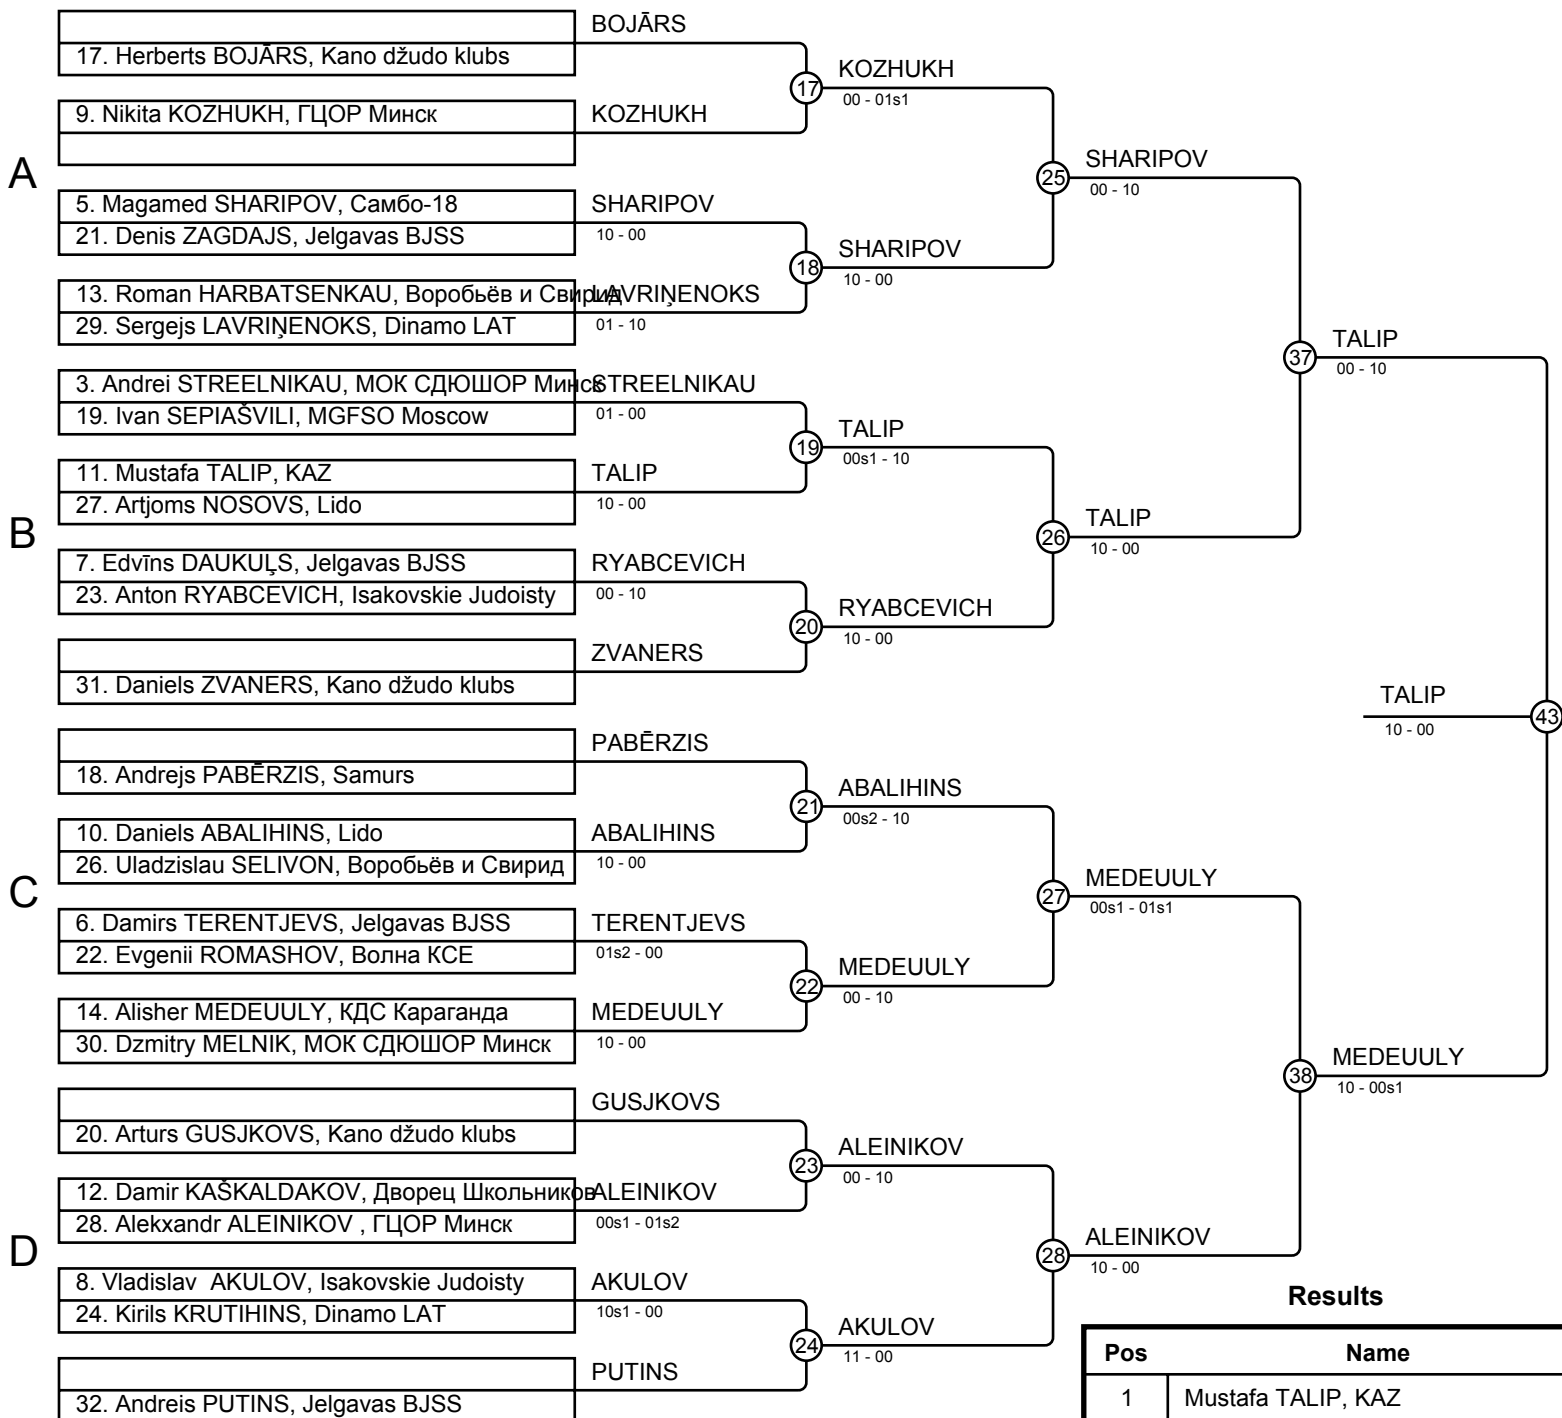 BOJĀRS
17. Herberts BOJĀRS, Kano džudo klubs
17
KOZHUKH
00 - 01s1
9. Nikita KOZHUKH, ГЦОР Минск
KOZHUKH
A
25
SHARIPOV
00 - 10
5. Magamed SHARIPOV, Самбо-18
SHARIPOV
21. Denis ZAGDAJS, Jelgavas BJSS
10 - 00
18
SHARIPOV
10 - 00
13. Roman HARBATSENKAU, Воробьёв и Свирид
LAVRIŅENOKS
29. Sergejs LAVRIŅENOKS, Dinamo LAT
01 - 10
37
TALIP
00 - 10
3. Andrei STREELNIKAU, МОК СДЮШОР Минск
STREELNIKAU
19. Ivan SEPIAŠVILI, MGFSO Moscow
01 - 00
19
TALIP
00s1 - 10
11. Mustafa TALIP, KAZ
TALIP
27. Artjoms NOSOVS, Lido
10 - 00
B
26
TALIP
10 - 00
7. Edvīns DAUKUĻS, Jelgavas BJSS
RYABCEVICH
23. Anton RYABCEVICH, Isakovskie Judoisty
00 - 10
20
RYABCEVICH
10 - 00
ZVANERS
31. Daniels ZVANERS, Kano džudo klubs
TALIP
10 - 00
43
PABĒRZIS
18. Andrejs PABĒRZIS, Samurs
21
ABALIHINS
00s2 - 10
10. Daniels ABALIHINS, Lido
ABALIHINS
26. Uladzislau SELIVON, Воробьёв и Свирид
10 - 00
C
27
MEDEUULY
00s1 - 01s1
6. Damirs TERENTJEVS, Jelgavas BJSS
TERENTJEVS
22. Evgenii ROMASHOV, Волна КСЕ
01s2 - 00
22
MEDEUULY
00 - 10
14. Alisher MEDEUULY, КДС Караганда
MEDEUULY
30. Dzmitry MELNIK, МОК СДЮШОР Минск
10 - 00
38
MEDEUULY
10 - 00s1
GUSJKOVS
20. Arturs GUSJKOVS, Kano džudo klubs
23
ALEINIKOV
00 - 10
12. Damir KAŠKALDAKOV, Дворец Школьников
ALEINIKOV
28. Alekxandr ALEINIKOV , ГЦОР Минск
00s1 - 01s2
D
28
ALEINIKOV
10 - 00
8. Vladislav  AKULOV, Isakovskie Judoisty
AKULOV
24. Kirils KRUTIHINS, Dinamo LAT
10s1 - 00
24
AKULOV
11 - 00
PUTINS
32. Andreis PUTINS, Jelgavas BJSS
Results
Pos Name
1 Mustafa TALIP, KAZ